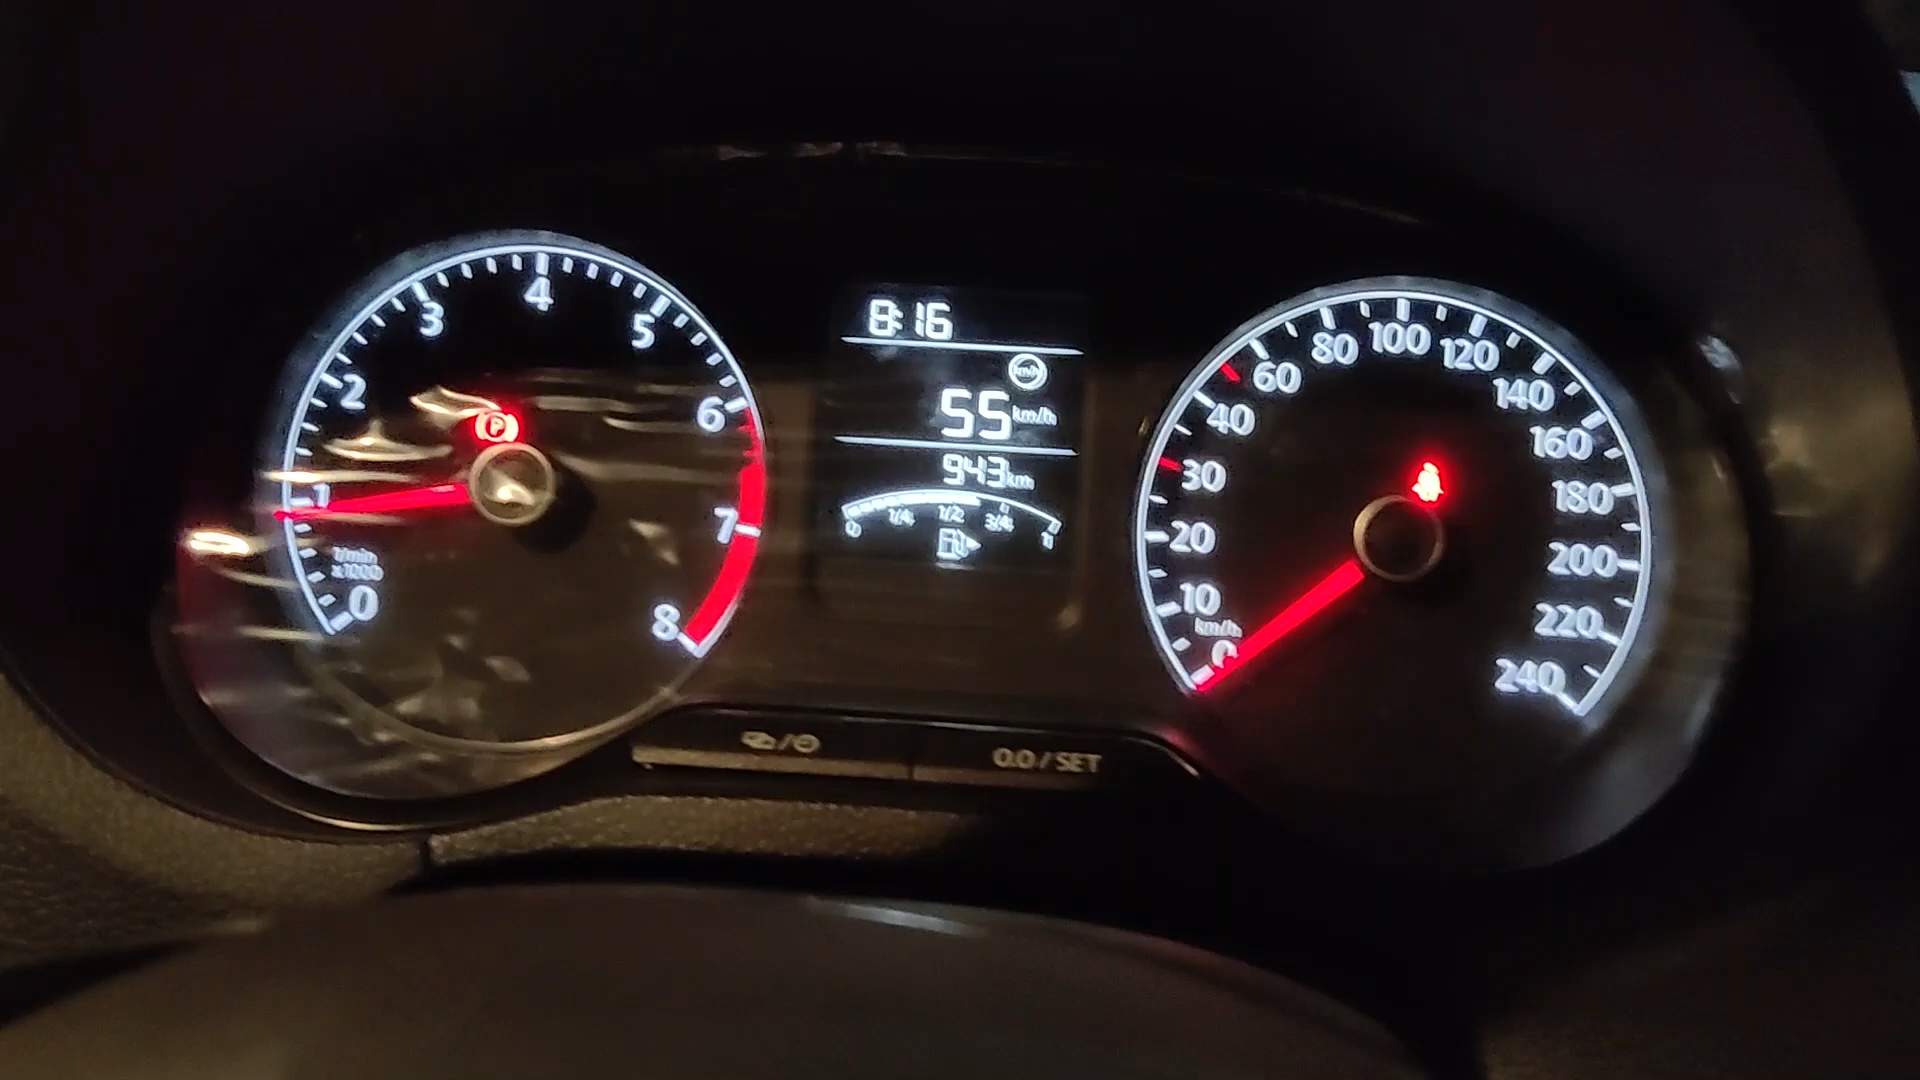 8:16
km/h
55 km/h
943 km
0 1/4 1/2 3/4 1
0 1 2 3 4 5 6 7 8
1/min
x1000
P
0 10 20 30 40 60 80 100 120 140 160 180 200 220 240
km/h
0.0 / SET